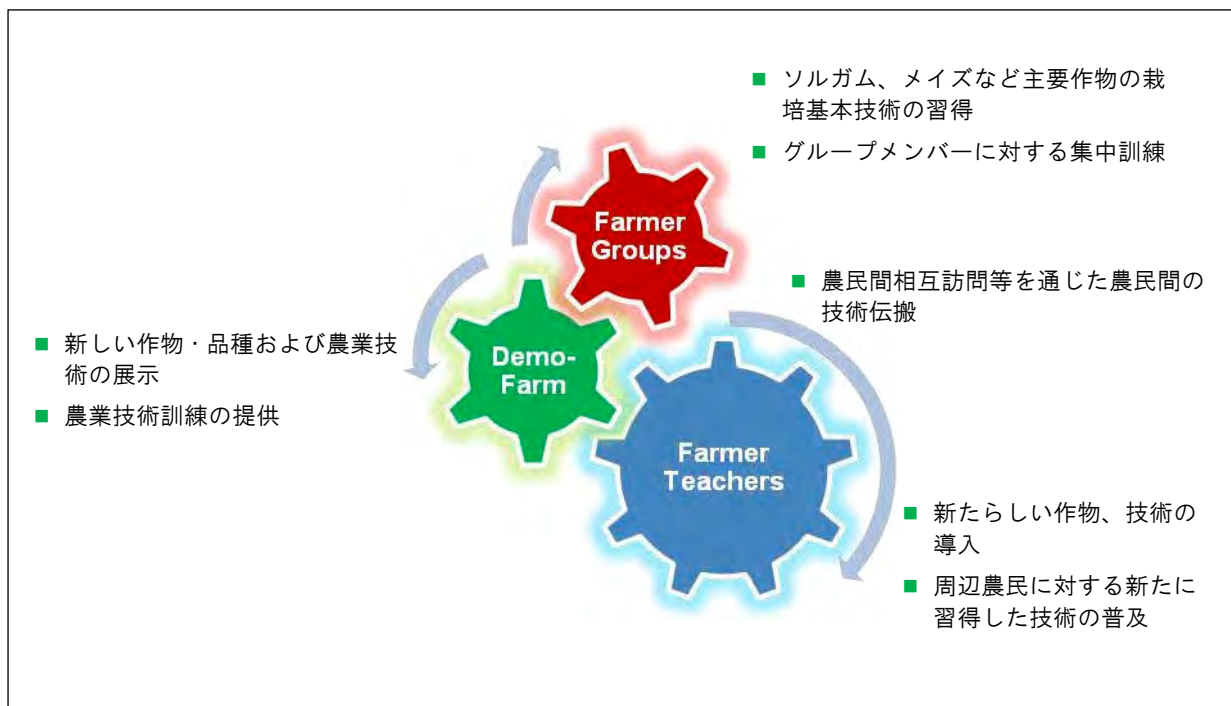 ソルガム、メイズなど主要作物の栽
培基本技術の習得
グループメンバーに対する集中訓練
Farmer
Groups
農民間相互訪問等を通じた農民間の
技術伝搬
新しい作物・品種および農業技
術の展示
農業技術訓練の提供
Demo-
Farm
Farmer
Teachers
新たらしい作物、技術の
導入
周辺農民に対する新たに
習得した技術の普及